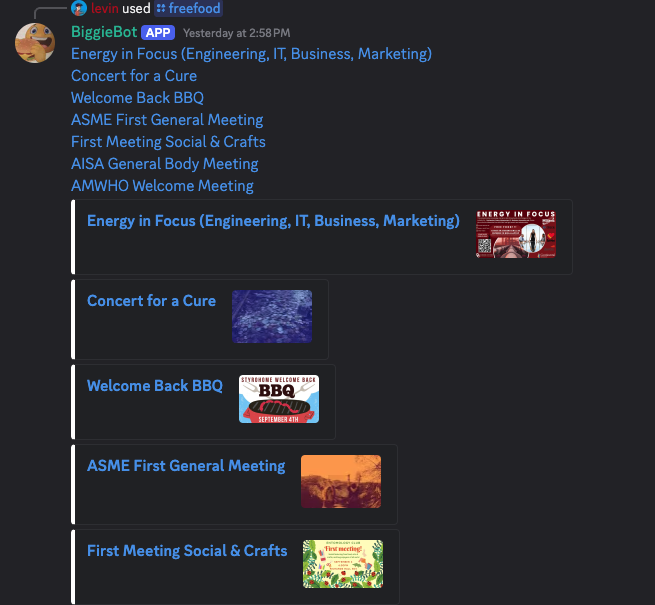 levin used freefood
BiggieBot APP Yesterday at 2:58 PM
Energy in Focus (Engineering, IT, Business, Marketing)
Concert for a Cure
Welcome Back BBQ
ASME First General Meeting
First Meeting Social & Crafts
AISA General Body Meeting
AMWHO Welcome Meeting
Energy in Focus (Engineering, IT, Business, Marketing)
ENERGY IN FOCUS
Concert for a Cure
Welcome Back BBQ
STYROHOME WELCOME BACK
BBQ
SEPTEMBER 4TH
ASME First General Meeting
First Meeting Social & Crafts
First meeting!